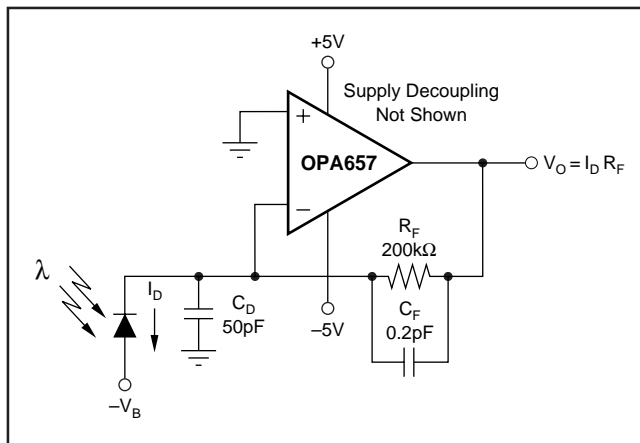 +5V
Supply Decoupling
Not Shown
+
OPA657
–
V_O = I_D R_F
R_F
200kΩ
λ
I_D
C_D
50pF
–5V
C_F
0.2pF
–V_B